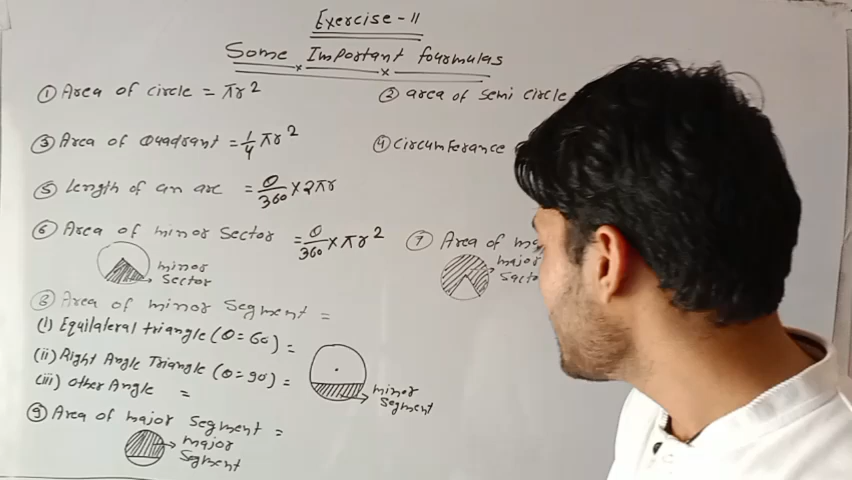 Exercise - 11
Some Important fourmulas
① Area of circle = πr²
② area of semi circle
③ Area of Quadrant = 1/4 πr²
④ Circumferance
⑤ Length of an arc = θ/360 × 2πr
⑥ Area of minor Sector = θ/360 × πr²
⑦ Area of
minor
Sector
major
⑧ Area of minor Segment =
(i) Equilateral triangle (θ = 60) =
(ii) Right Angle Triangle (θ = 90) =
(iii) Other Angle =
minor
Segment
⑨ Area of major Segment =
major
Segment